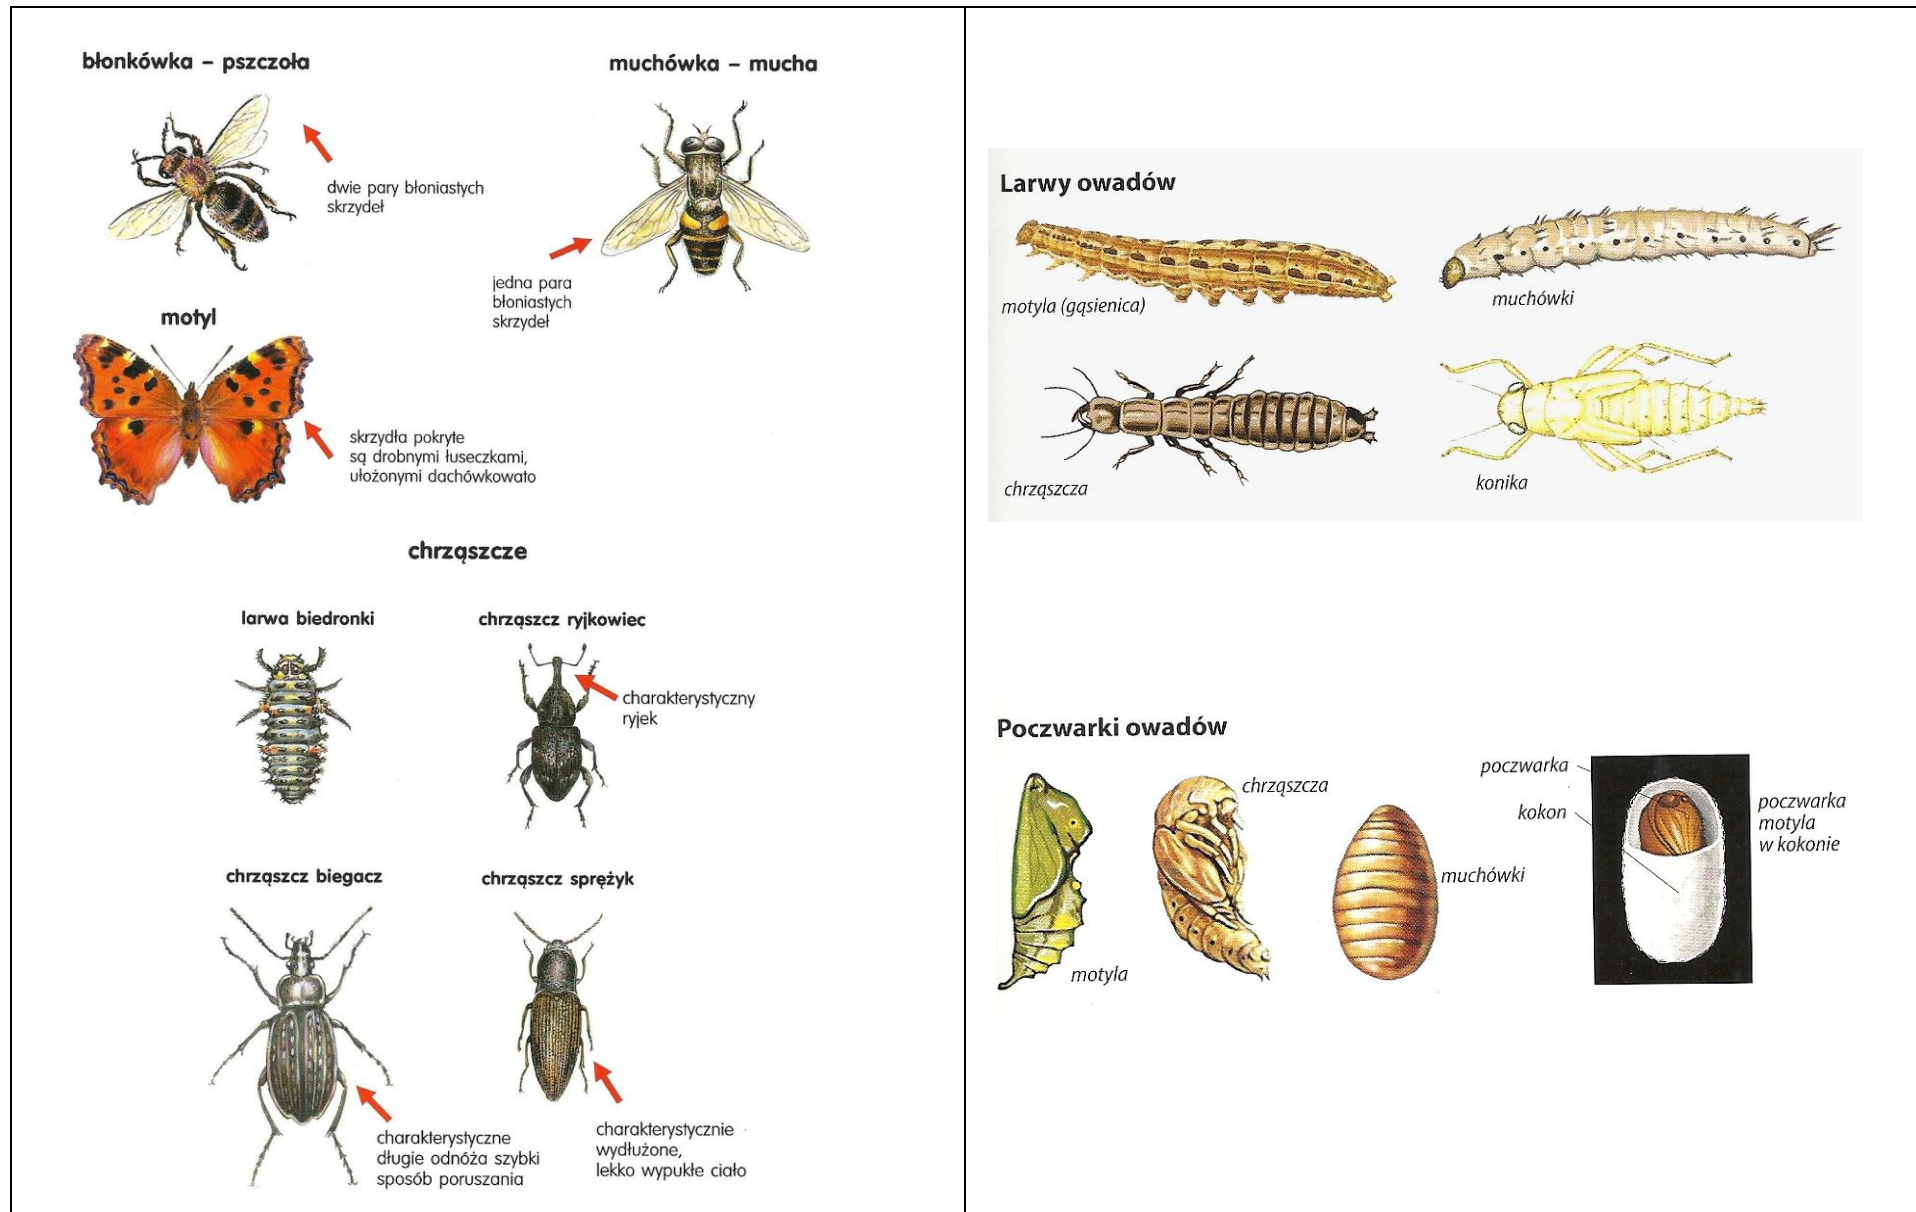 błonkówka – pszczoła
dwie pary błoniastych
skrzydeł
muchówka – mucha
jedna para
błoniastych
skrzydeł
motyl
skrzydła pokryte
są drobnymi łuseczkami,
ułożonymi dachówkowato
chrząszcze
larwa biedronki
chrząszcz ryjkowiec
charakterystyczny
ryjek
chrząszcz biegacz
charakterystyczne
długie odnóża szybki
sposób poruszania
chrząszcz sprężyk
charakterystycznie
wydłużone,
lekko wypukłe ciało
Larwy owadów
motyla (gąsienica)
muchówki
chrząszcza
konika
Poczwarki owadów
motyla
chrząszcza
muchówki
poczwarka
kokon
poczwarka
motyla
w kokonie